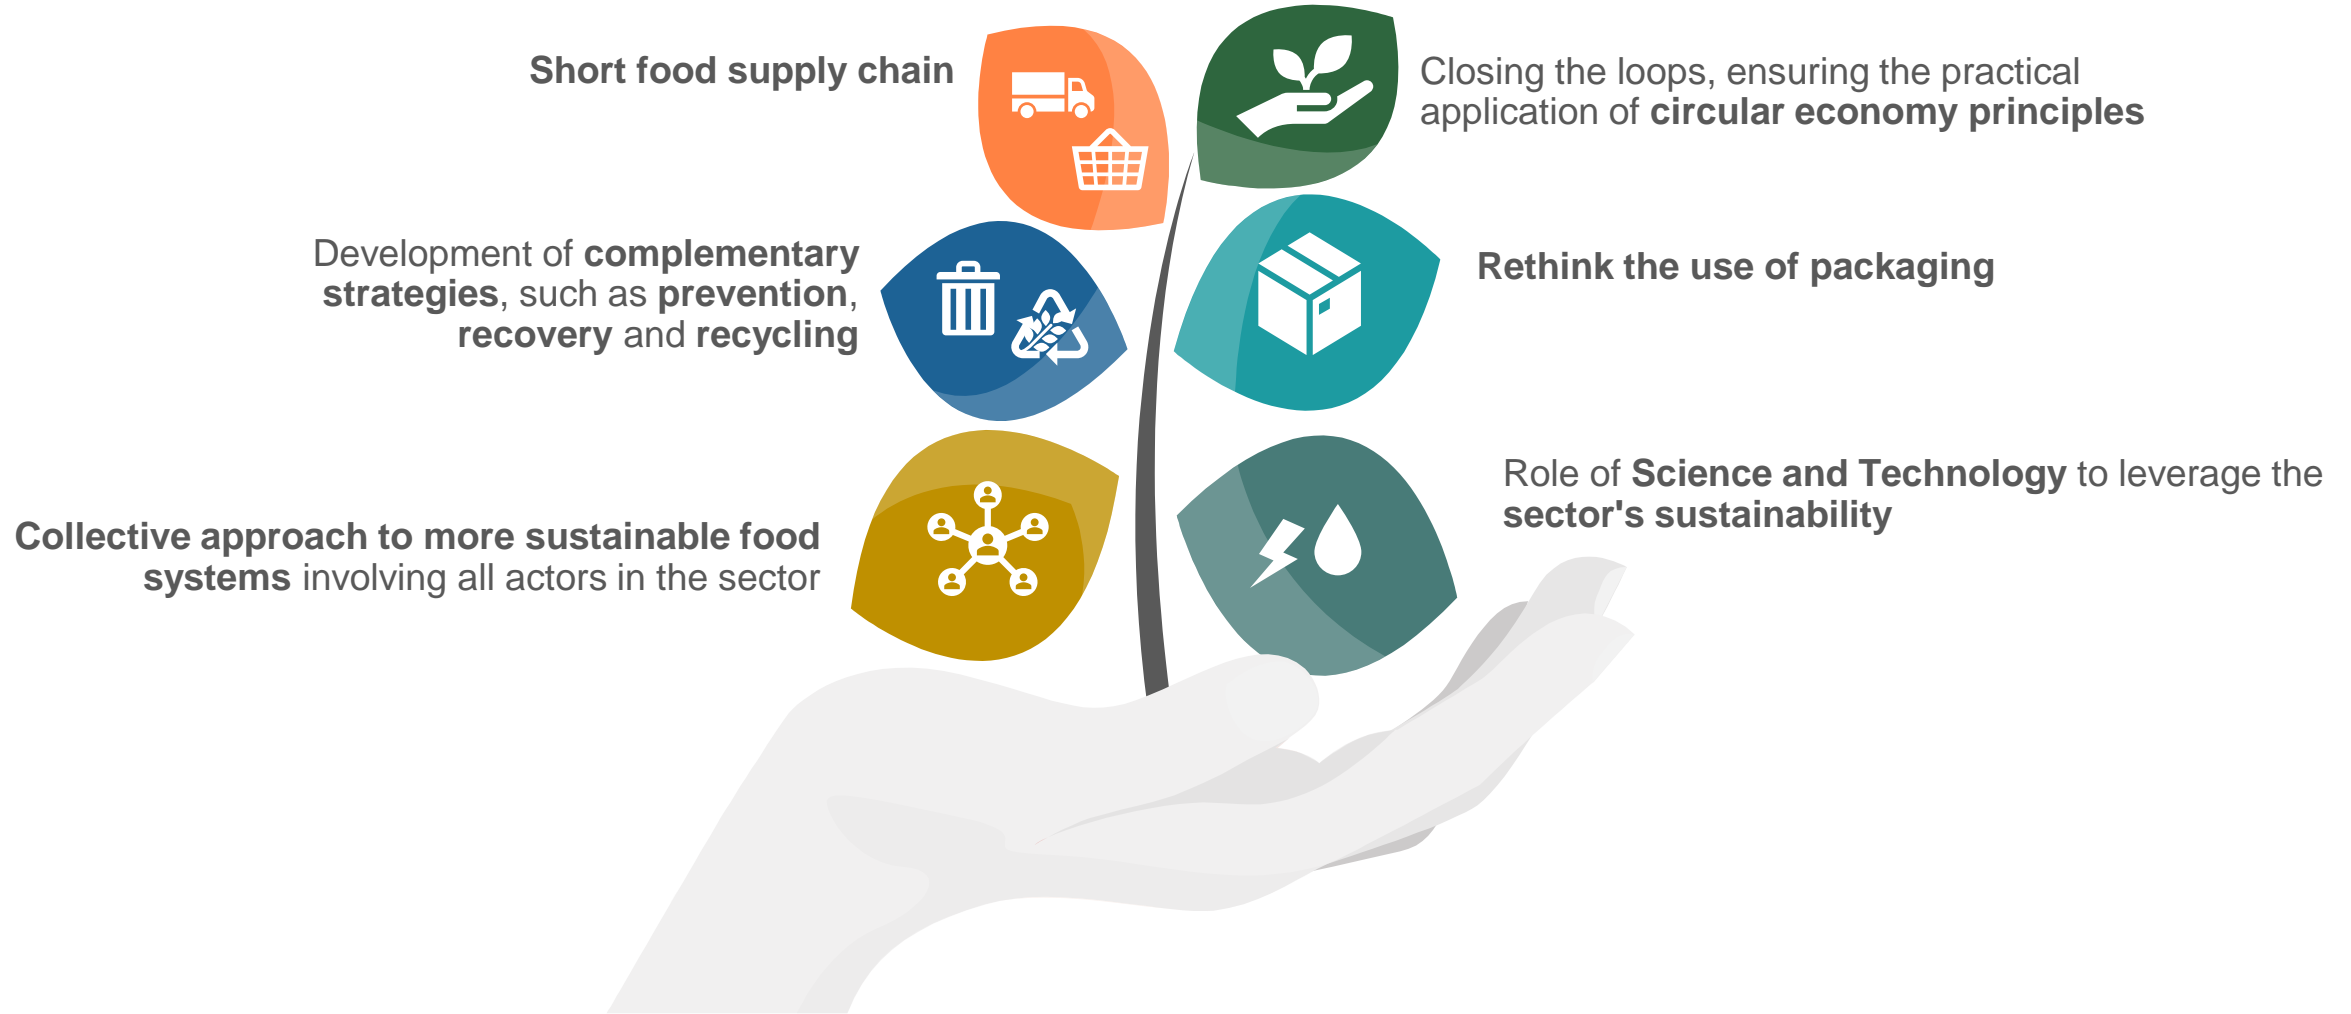 Short food supply chain
Closing the loops, ensuring the practical
application of circular economy principles
Development of complementary
strategies, such as prevention,
recovery and recycling
Rethink the use of packaging
Collective approach to more sustainable food
systems involving all actors in the sector
Role of Science and Technology to leverage the
sector's sustainability